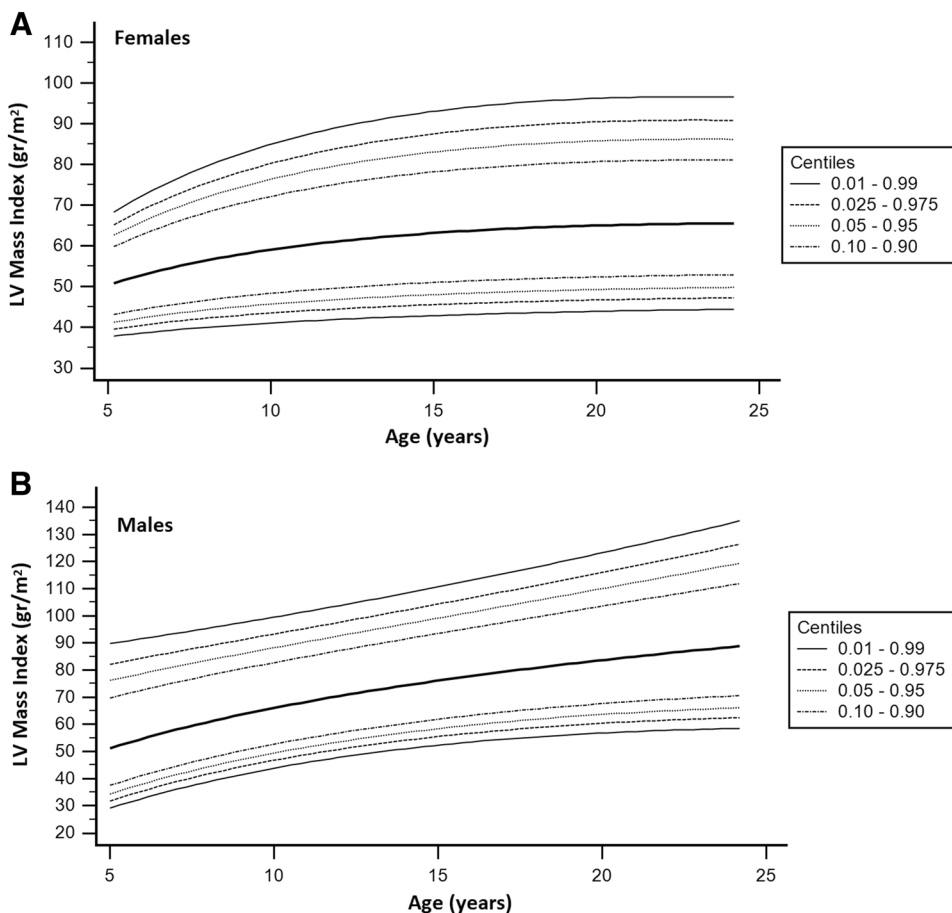 A
Females
LV Mass Index (gr/m²)
110
100
90
80
70
60
50
40
30
5
10
15
20
25
Age (years)
Centiles
0.01 - 0.99
0.025 - 0.975
0.05 - 0.95
0.10 - 0.90
B
Males
LV Mass Index (gr/m²)
140
130
120
110
100
90
80
70
60
50
40
30
20
5
10
15
20
25
Age (years)
Centiles
0.01 - 0.99
0.025 - 0.975
0.05 - 0.95
0.10 - 0.90